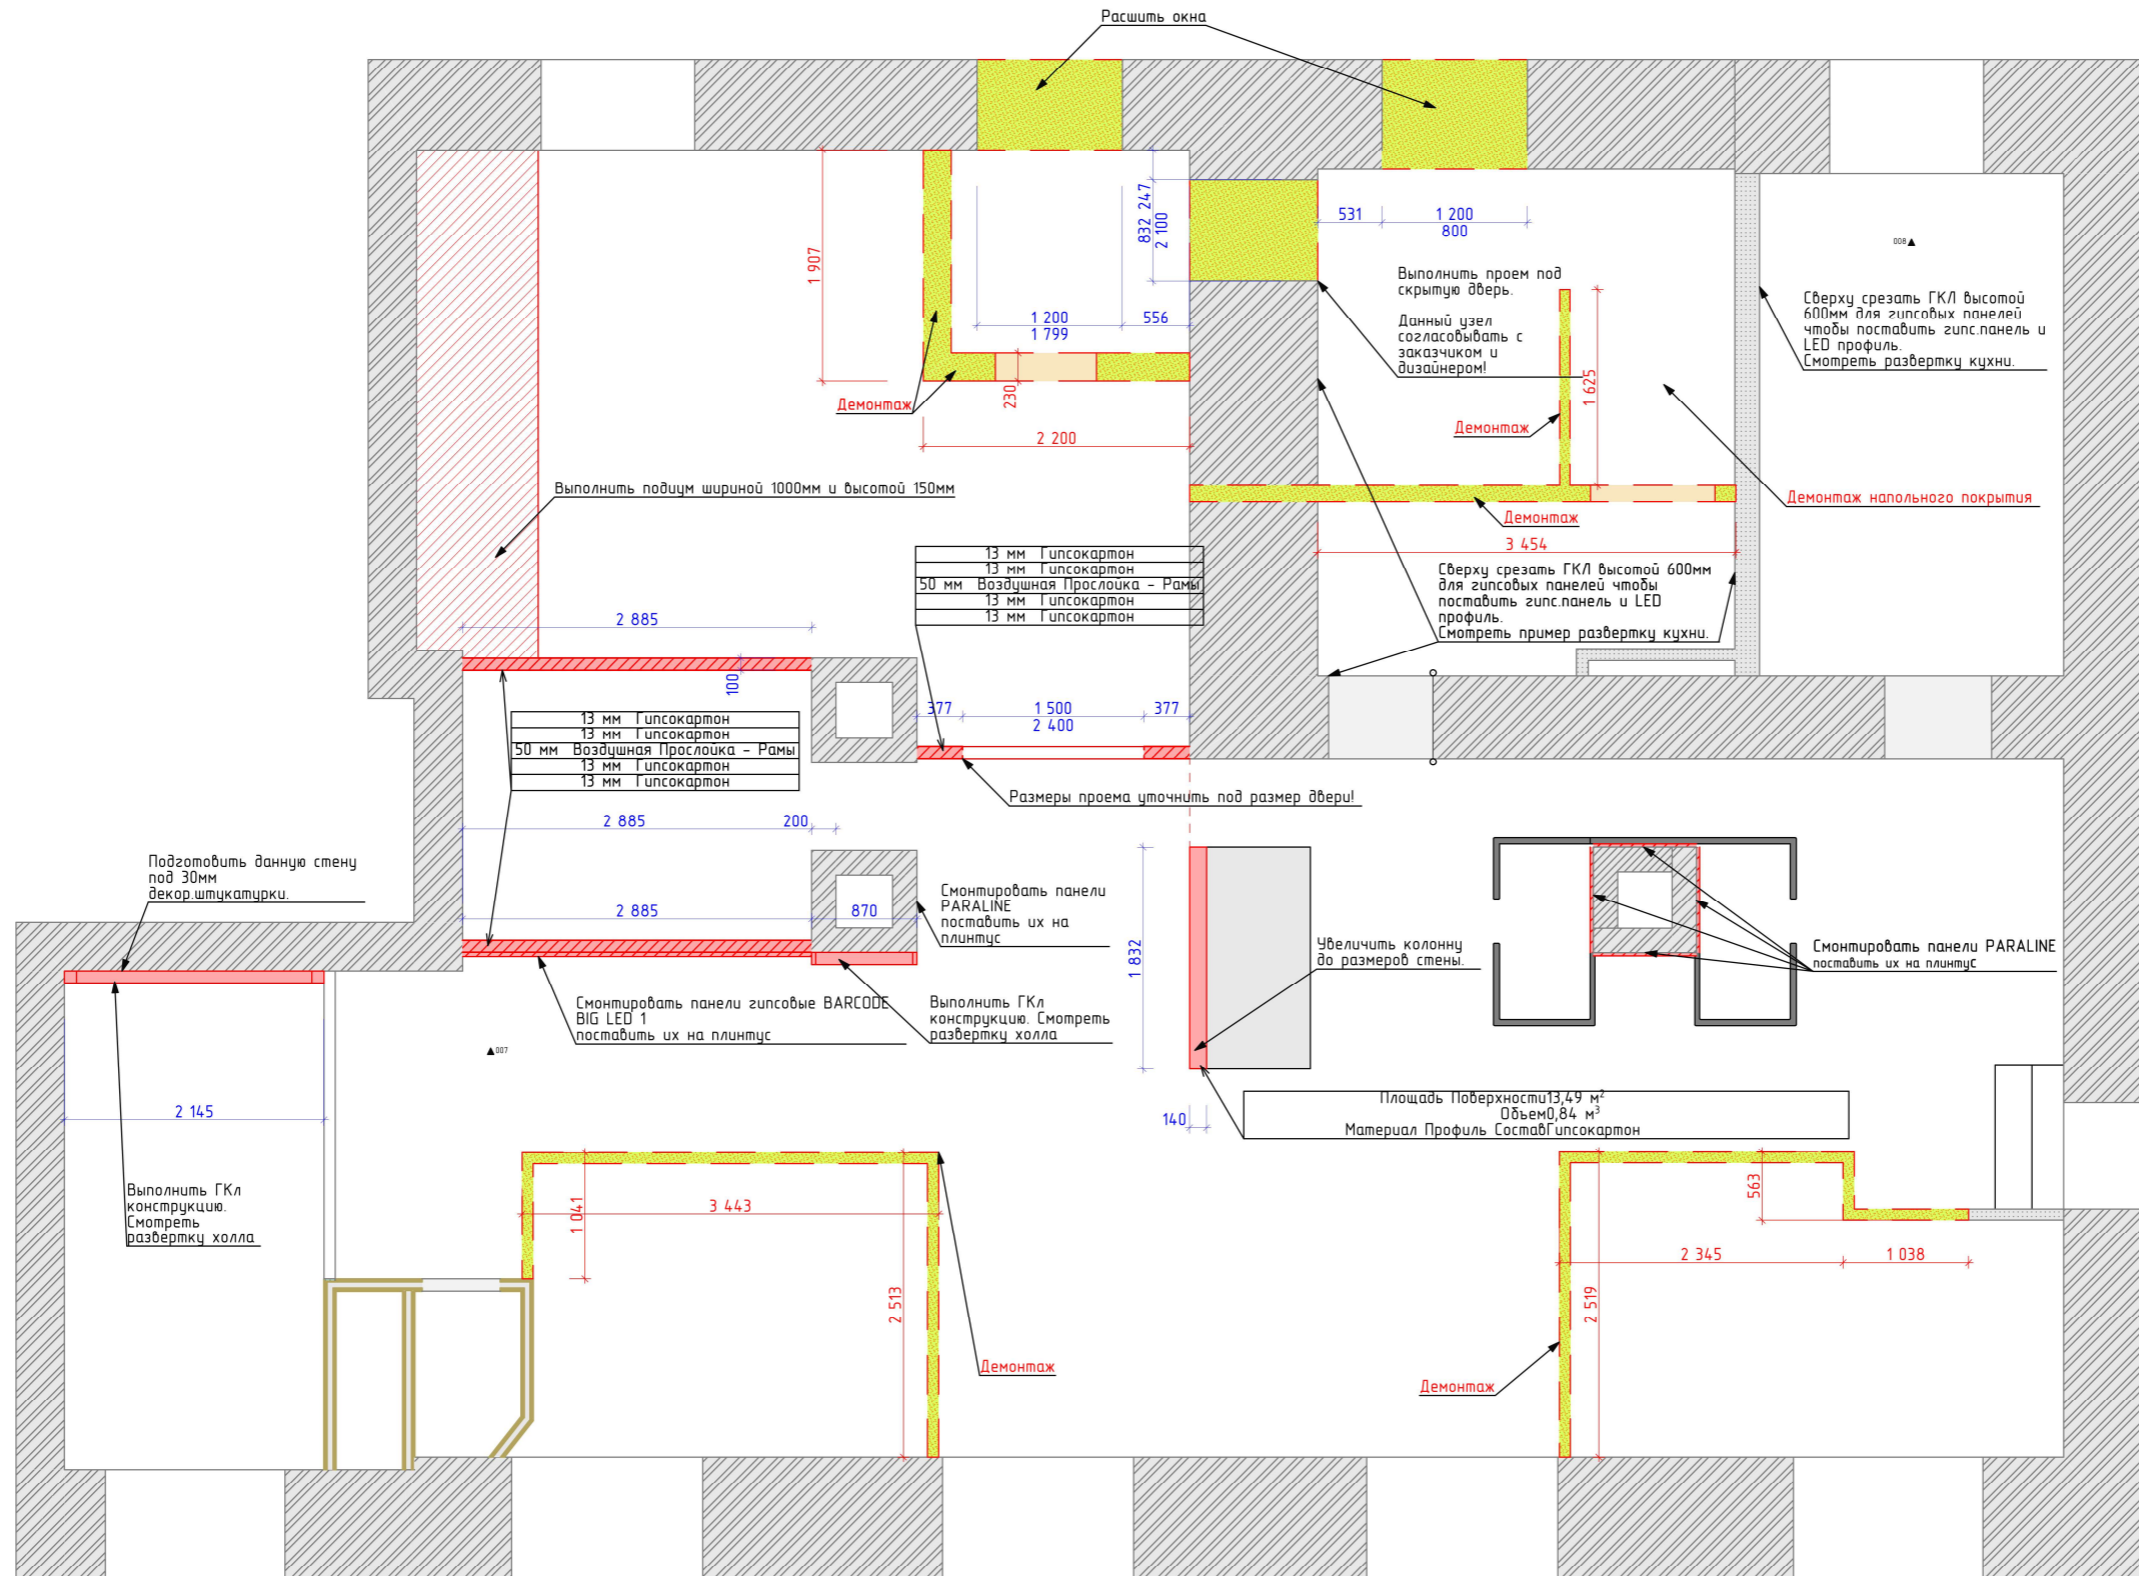 Расшить окна
832 247
2 100
531
1 200
800
1 907
1 200
1 799
556
230
Демонтаж
2 200
Выполнить проем под
скрытую дверь.
Данный узел
согласовывать с
заказчиком и
дизайнером!
1 625
Демонтаж
008
Сверху срезать ГКЛ высотой
600мм для гипсовых панелей
чтобы поставить гипс.панель и
LED профиль.
Смотреть развертку кухни.
Выполнить подиум шириной 1000мм и высотой 150мм
Демонтаж напольного покрытия
Демонтаж
3 454
13 мм Гипсокартон
13 мм Гипсокартон
50 мм Воздушная Прослойка - Рамы
13 мм Гипсокартон
13 мм Гипсокартон
Сверху срезать ГКЛ высотой 600мм
для гипсовых панелей чтобы
поставить гипс.панель и LED
профиль.
Смотреть пример развертку кухни.
2 885
100
377
1 500
2 400
377
13 мм Гипсокартон
13 мм Гипсокартон
50 мм Воздушная Прослойка - Рамы
13 мм Гипсокартон
13 мм Гипсокартон
Размеры проема уточнить под размер двери!
2 885
200
Подготовить данную стену
под 30мм
декор.штукатурки.
2 885
870
Смонтировать панели
PARALINE
поставить их на
плинтус
1 832
Увеличить колонну
до размеров стены.
Смонтировать панели PARALINE
поставить их на плинтус
Смонтировать панели гипсовые BARCODE
BIG LED 1
поставить их на плинтус
Выполнить ГКл
конструкцию. Смотреть
развертку холла
007
2 145
140
Площадь Поверхности13,49 м²
Объем0,84 м³
Материал Профиль СоставГипсокартон
Выполнить ГКл
конструкцию.
Смотреть
развертку холла
1 041
3 443
2 513
Демонтаж
563
2 345
1 038
2 519
Демонтаж